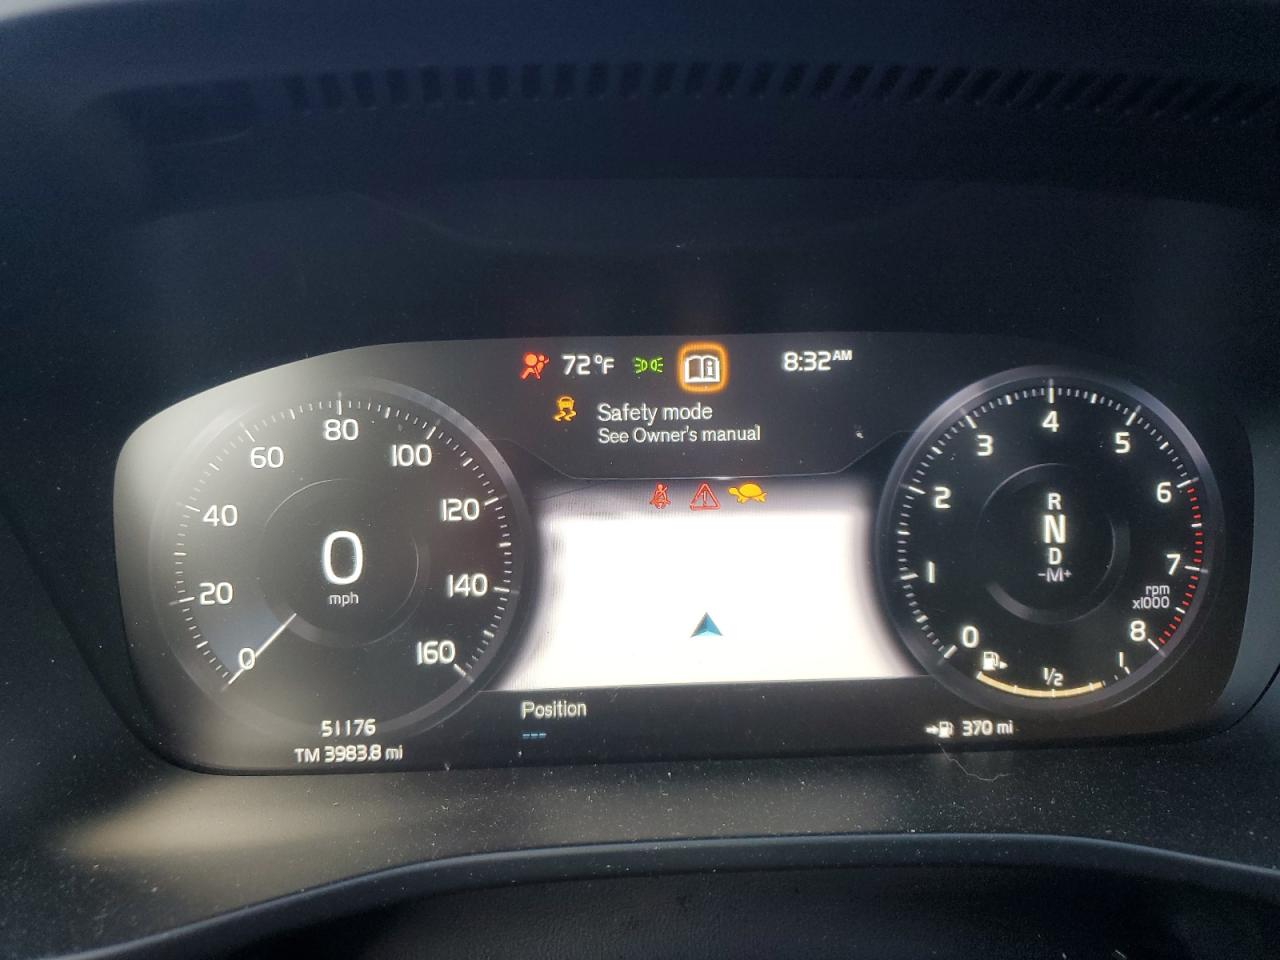 72°F
8:32AM
Safety mode
See Owner's manual
0
20
40
60
80
100
120
140
160
0
mph
51176
TM 3983.8 mi
Position
---
0
1
2
3
4
5
6
7
8
R
N
D
-M+
rpm
x1000
1/2
1
370 mi